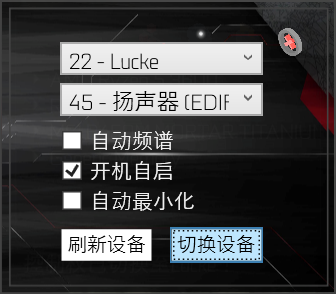 22 - Lucke
45 - 扬声器 (EDIF
自动频谱
开机自启
自动最小化
刷新设备 切换设备